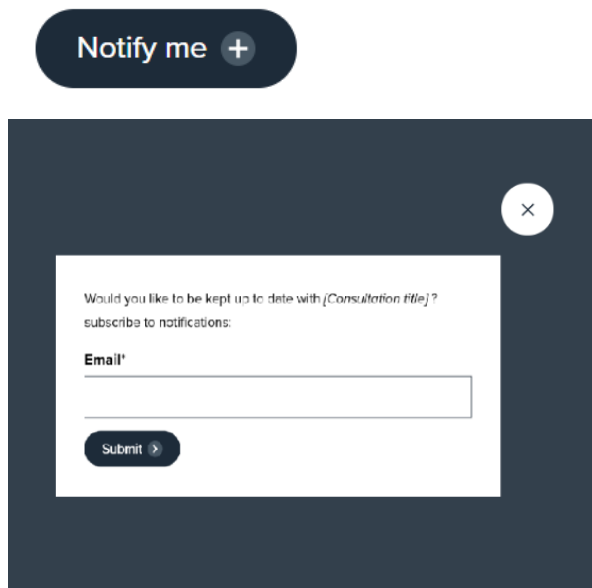 Notify me +
Would you like to be kept up to date with [Consultation title] ?
subscribe to notifications:
Email*
Submit >